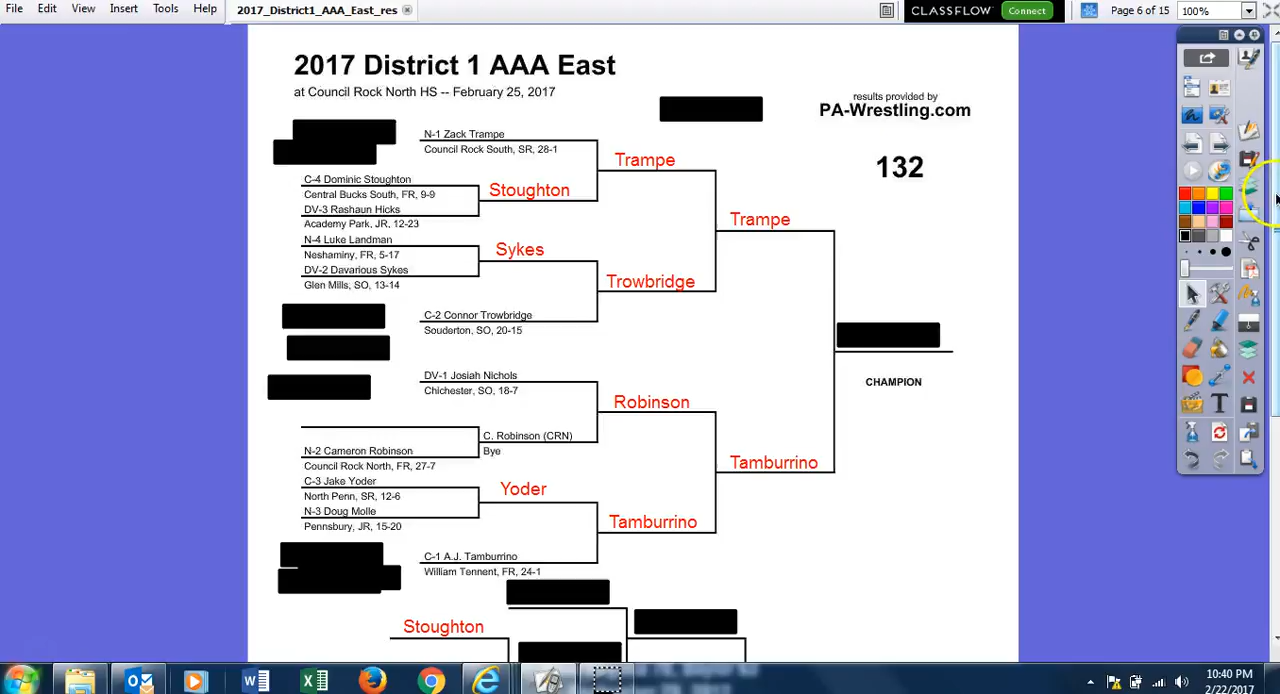 File Edit View Insert Tools Help
2017_District1_AAA_East_res
CLASSFLOW Connect
Page 6 of 15
100%
2017 District 1 AAA East
at Council Rock North HS -- February 25, 2017
results provided by
PA-Wrestling.com
132
N-1 Zack Trampe
Council Rock South, SR, 28-1
Trampe
C-4 Dominic Stoughton
Central Bucks South, FR, 9-9
Stoughton
DV-3 Rashaun Hicks
Academy Park, JR, 12-23
Trampe
N-4 Luke Landman
Neshaminy, FR, 5-17
Sykes
DV-2 Davarious Sykes
Glen Mills, SO, 13-14
Trowbridge
C-2 Connor Trowbridge
Souderton, SO, 20-15
DV-1 Josiah Nichols
Chichester, SO, 18-7
CHAMPION
Robinson
C. Robinson (CRN)
Bye
N-2 Cameron Robinson
Council Rock North, FR, 27-7
Tamburrino
C-3 Jake Yoder
North Penn, SR, 12-6
Yoder
N-3 Doug Molle
Pennsbury, JR, 15-20
Tamburrino
C-1 A.J. Tamburrino
William Tennent, FR, 24-1
Stoughton
10:40 PM
2/22/2017